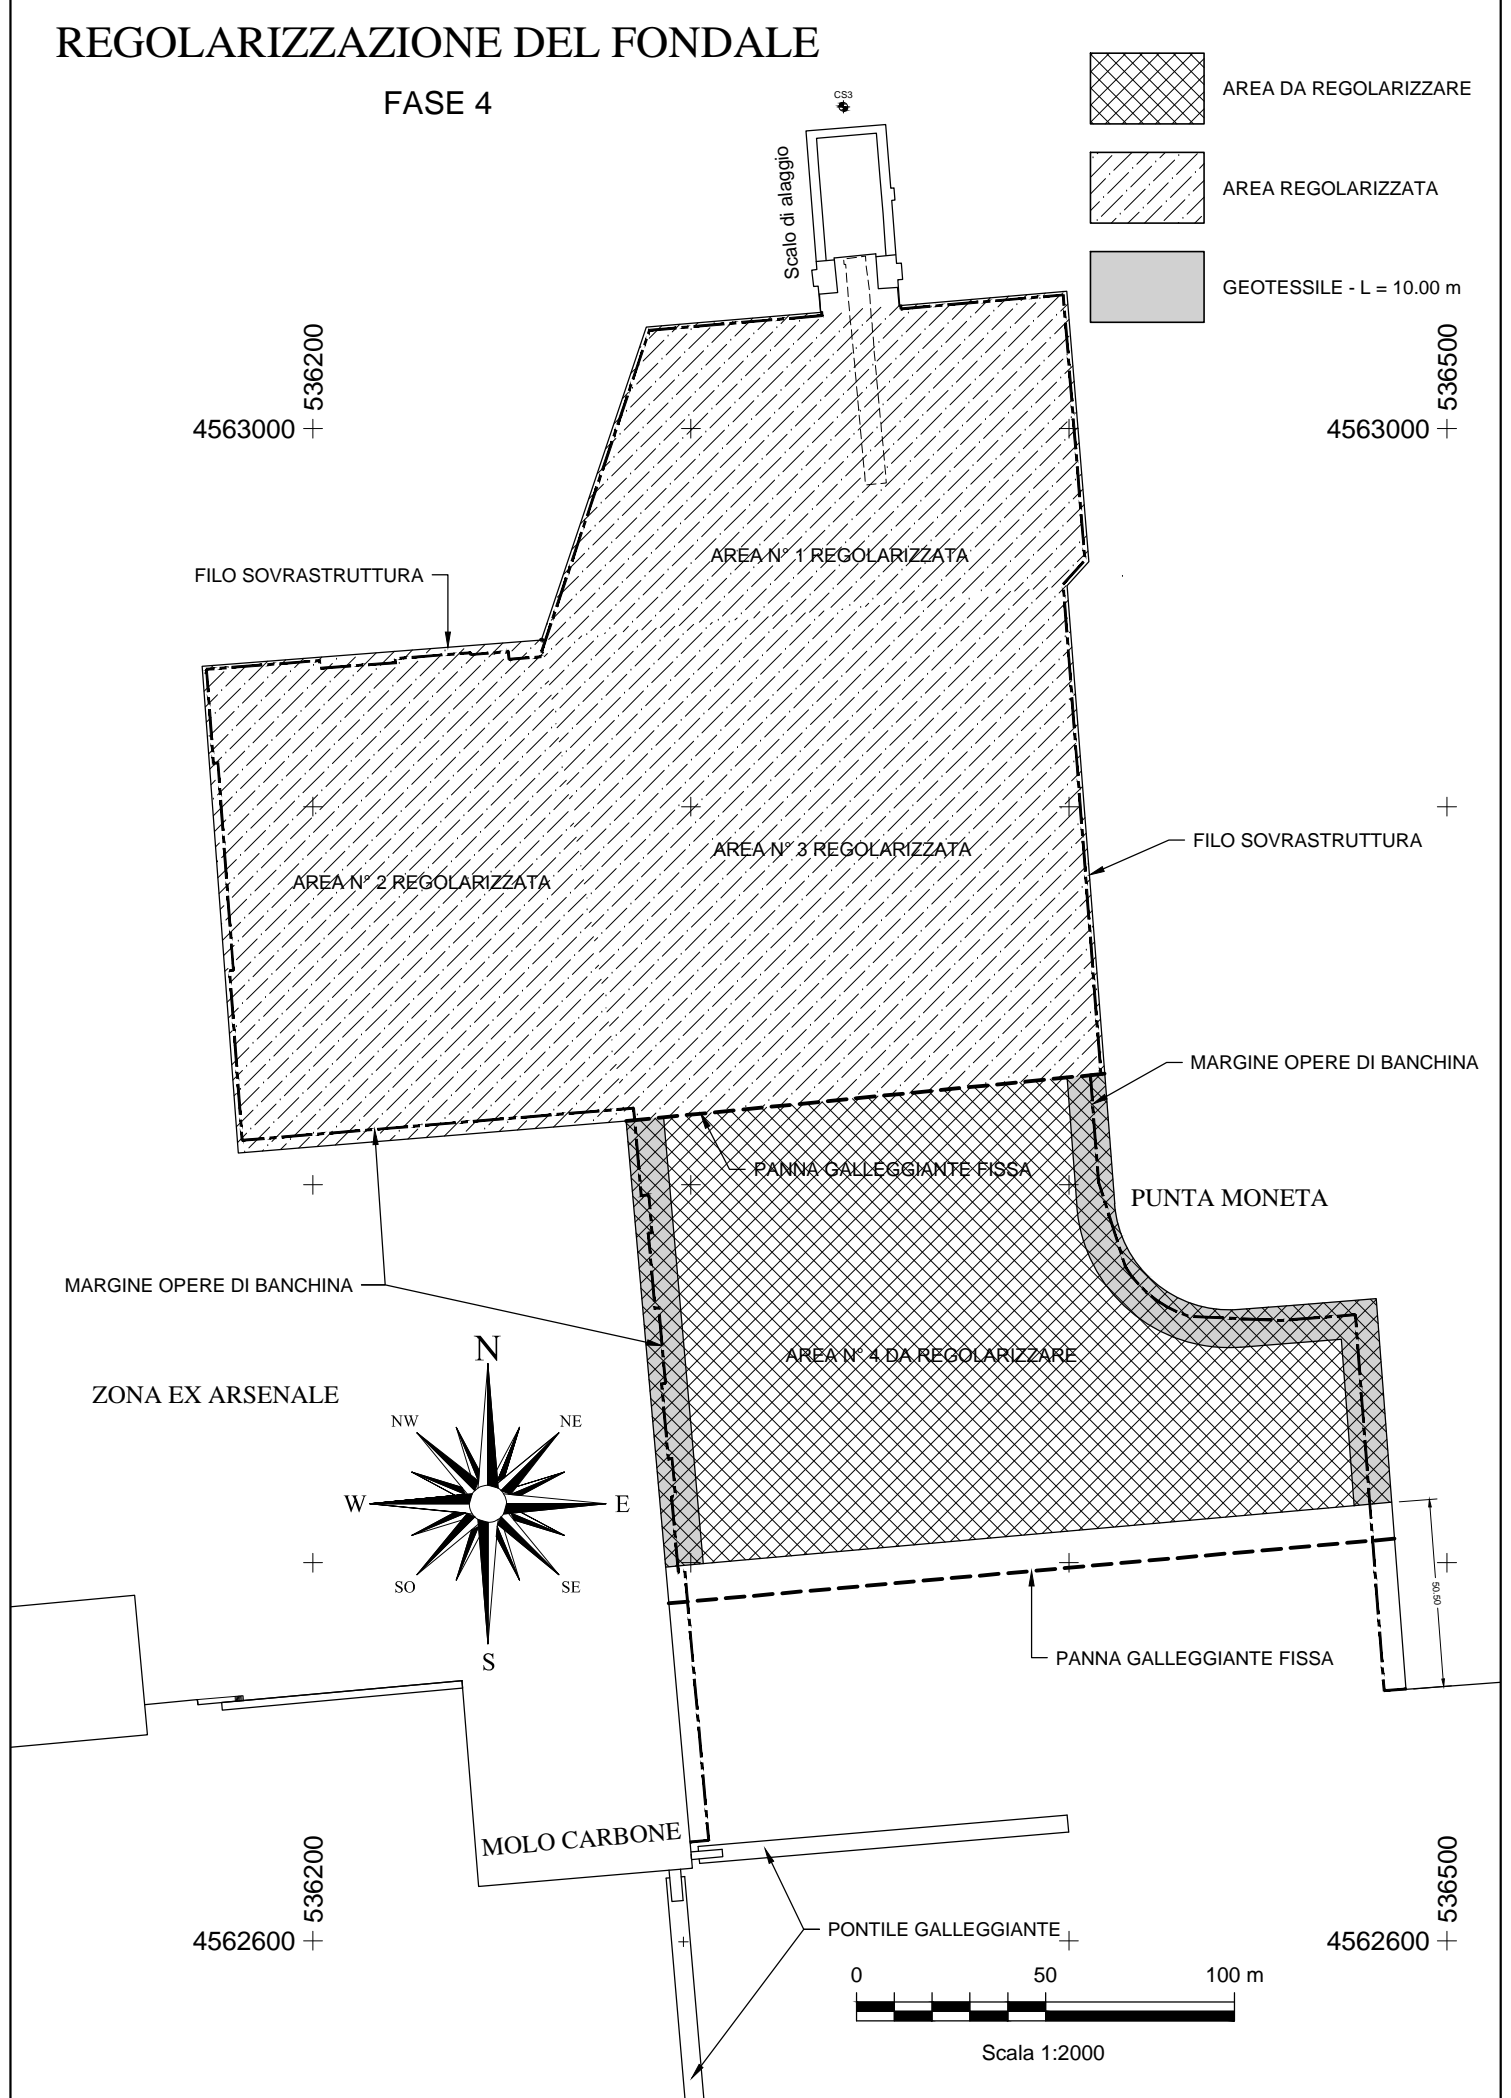 REGOLARIZZAZIONE DEL FONDALE
FASE 4
AREA DA REGOLARIZZARE
AREA REGOLARIZZATA
GEOTESSILE - L = 10.00 m
CS3
Scalo di alaggio
536200
4563000
536500
4563000
AREA N° 1 REGOLARIZZATA
FILO SOVRASTRUTTURA
FILO SOVRASTRUTTURA
AREA N° 3 REGOLARIZZATA
AREA N° 2 REGOLARIZZATA
MARGINE OPERE DI BANCHINA
PANNA GALLEGGIANTE FISSA
PUNTA MONETA
MARGINE OPERE DI BANCHINA
AREA N° 4 DA REGOLARIZZARE
ZONA EX ARSENALE
N
NW
NE
W
E
SO
SE
S
50.50
PANNA GALLEGGIANTE FISSA
MOLO CARBONE
536200
4562600
536500
4562600
PONTILE GALLEGGIANTE
0 50 100 m
Scala 1:2000